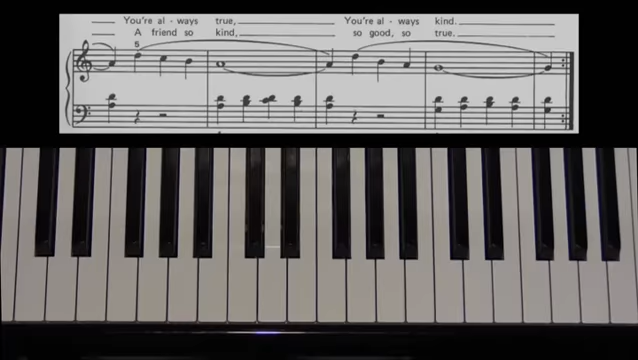 You're al - ways true, You're al - ways kind.
A friend so kind, so good, so true.
5